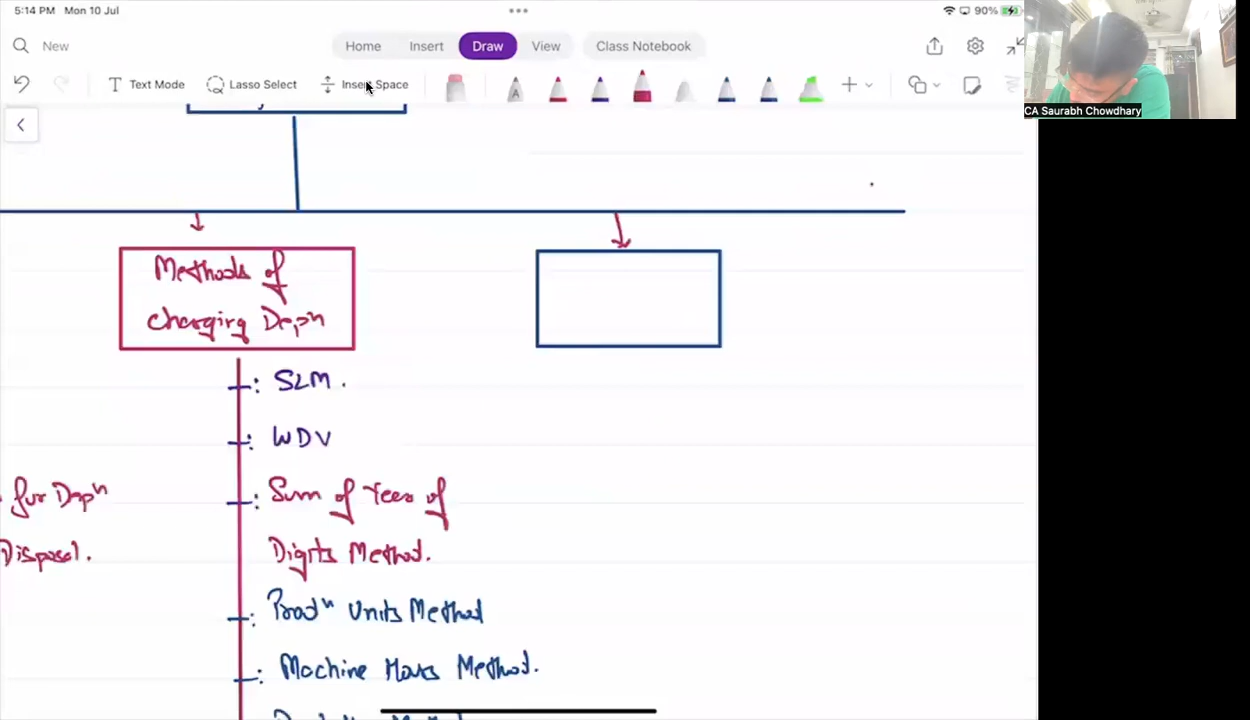 5:14 PM Mon 10 Jul
90%
New
Home
Insert
Draw
View
Class Notebook
Text Mode
Lasso Select
Insert Space
A
CA Saurabh Chowdhary
Methods of
charging Depn
: SLM.
: WDV
for Depn
: Sum of Years of
Disposal.
Digits Method.
: Prodn Units Method
: Machine Hours Method.